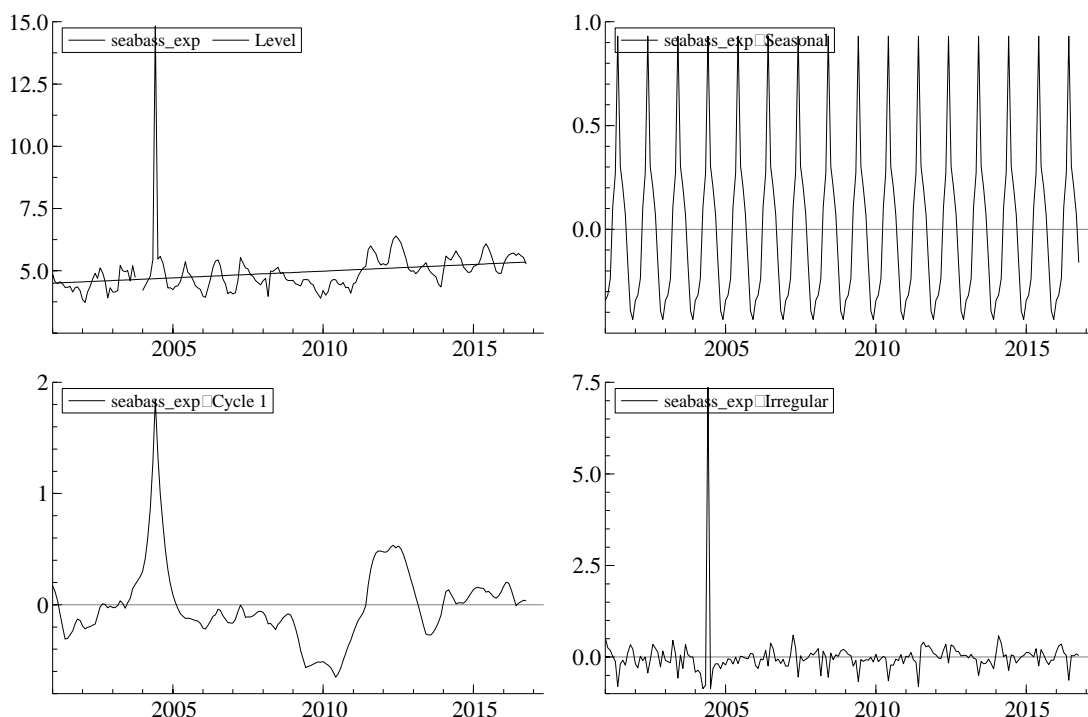 15.0
seabass_exp Level
12.5
10.0
7.5
5.0
2005 2010 2015
1.0
seabass_exp□Seasonal
0.5
0.0
2005 2010 2015
2
seabass_exp□Cycle 1
1
0
2005 2010 2015
7.5
seabass_exp□Irregular
5.0
2.5
0.0
2005 2010 2015